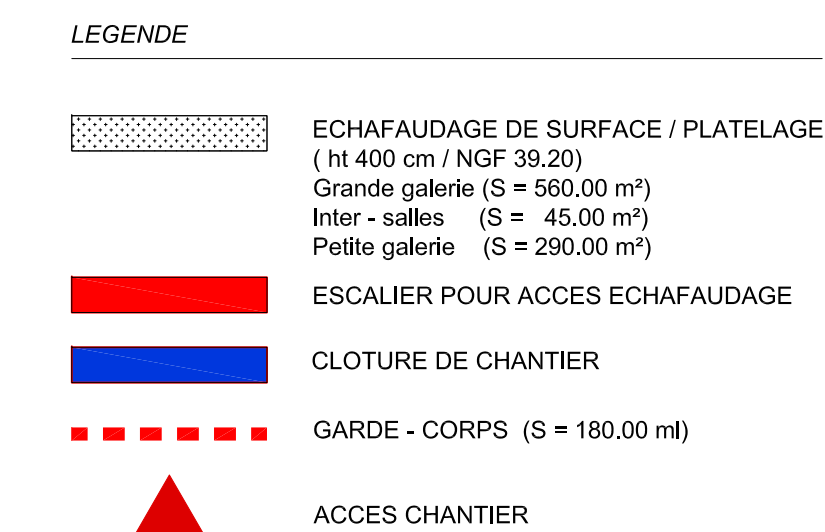 LEGENDE
ECHAFAUDAGE DE SURFACE / PLATELAGE
( ht 400 cm / NGF 39.20)
Grande galerie (S = 560.00 m²)
Inter - salles (S = 45.00 m²)
Petite galerie (S = 290.00 m²)
ESCALIER POUR ACCES ECHAFAUDAGE
CLOTURE DE CHANTIER
GARDE - CORPS (S = 180.00 ml)
ACCES CHANTIER